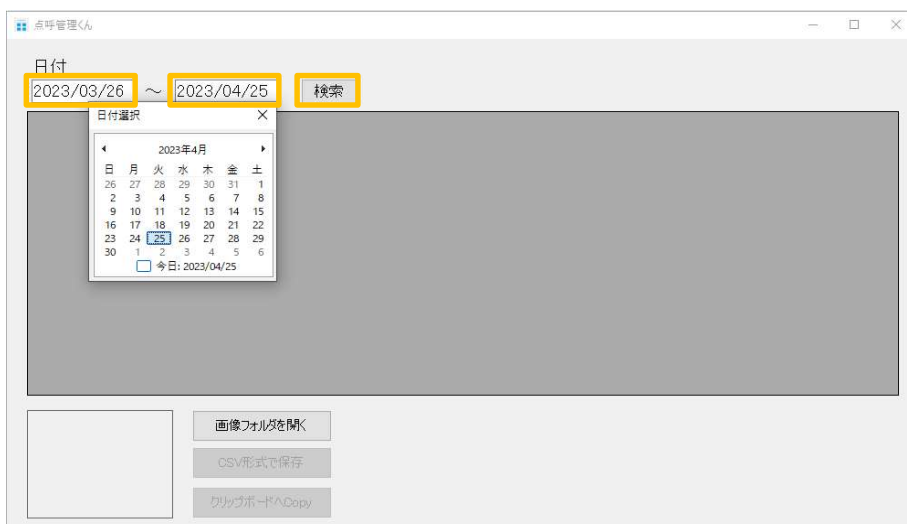 点呼管理くん
日付
2023/03/26 ～ 2023/04/25 検索
日付選択
2023年4月
日 月 火 水 木 金 土
26 27 28 29 30 31 1
2 3 4 5 6 7 8
9 10 11 12 13 14 15
16 17 18 19 20 21 22
23 24 25 26 27 28 29
30 1 2 3 4 5 6
今日: 2023/04/25
画像フォルダを開く
CSV形式で保存
クリップボードへCopy